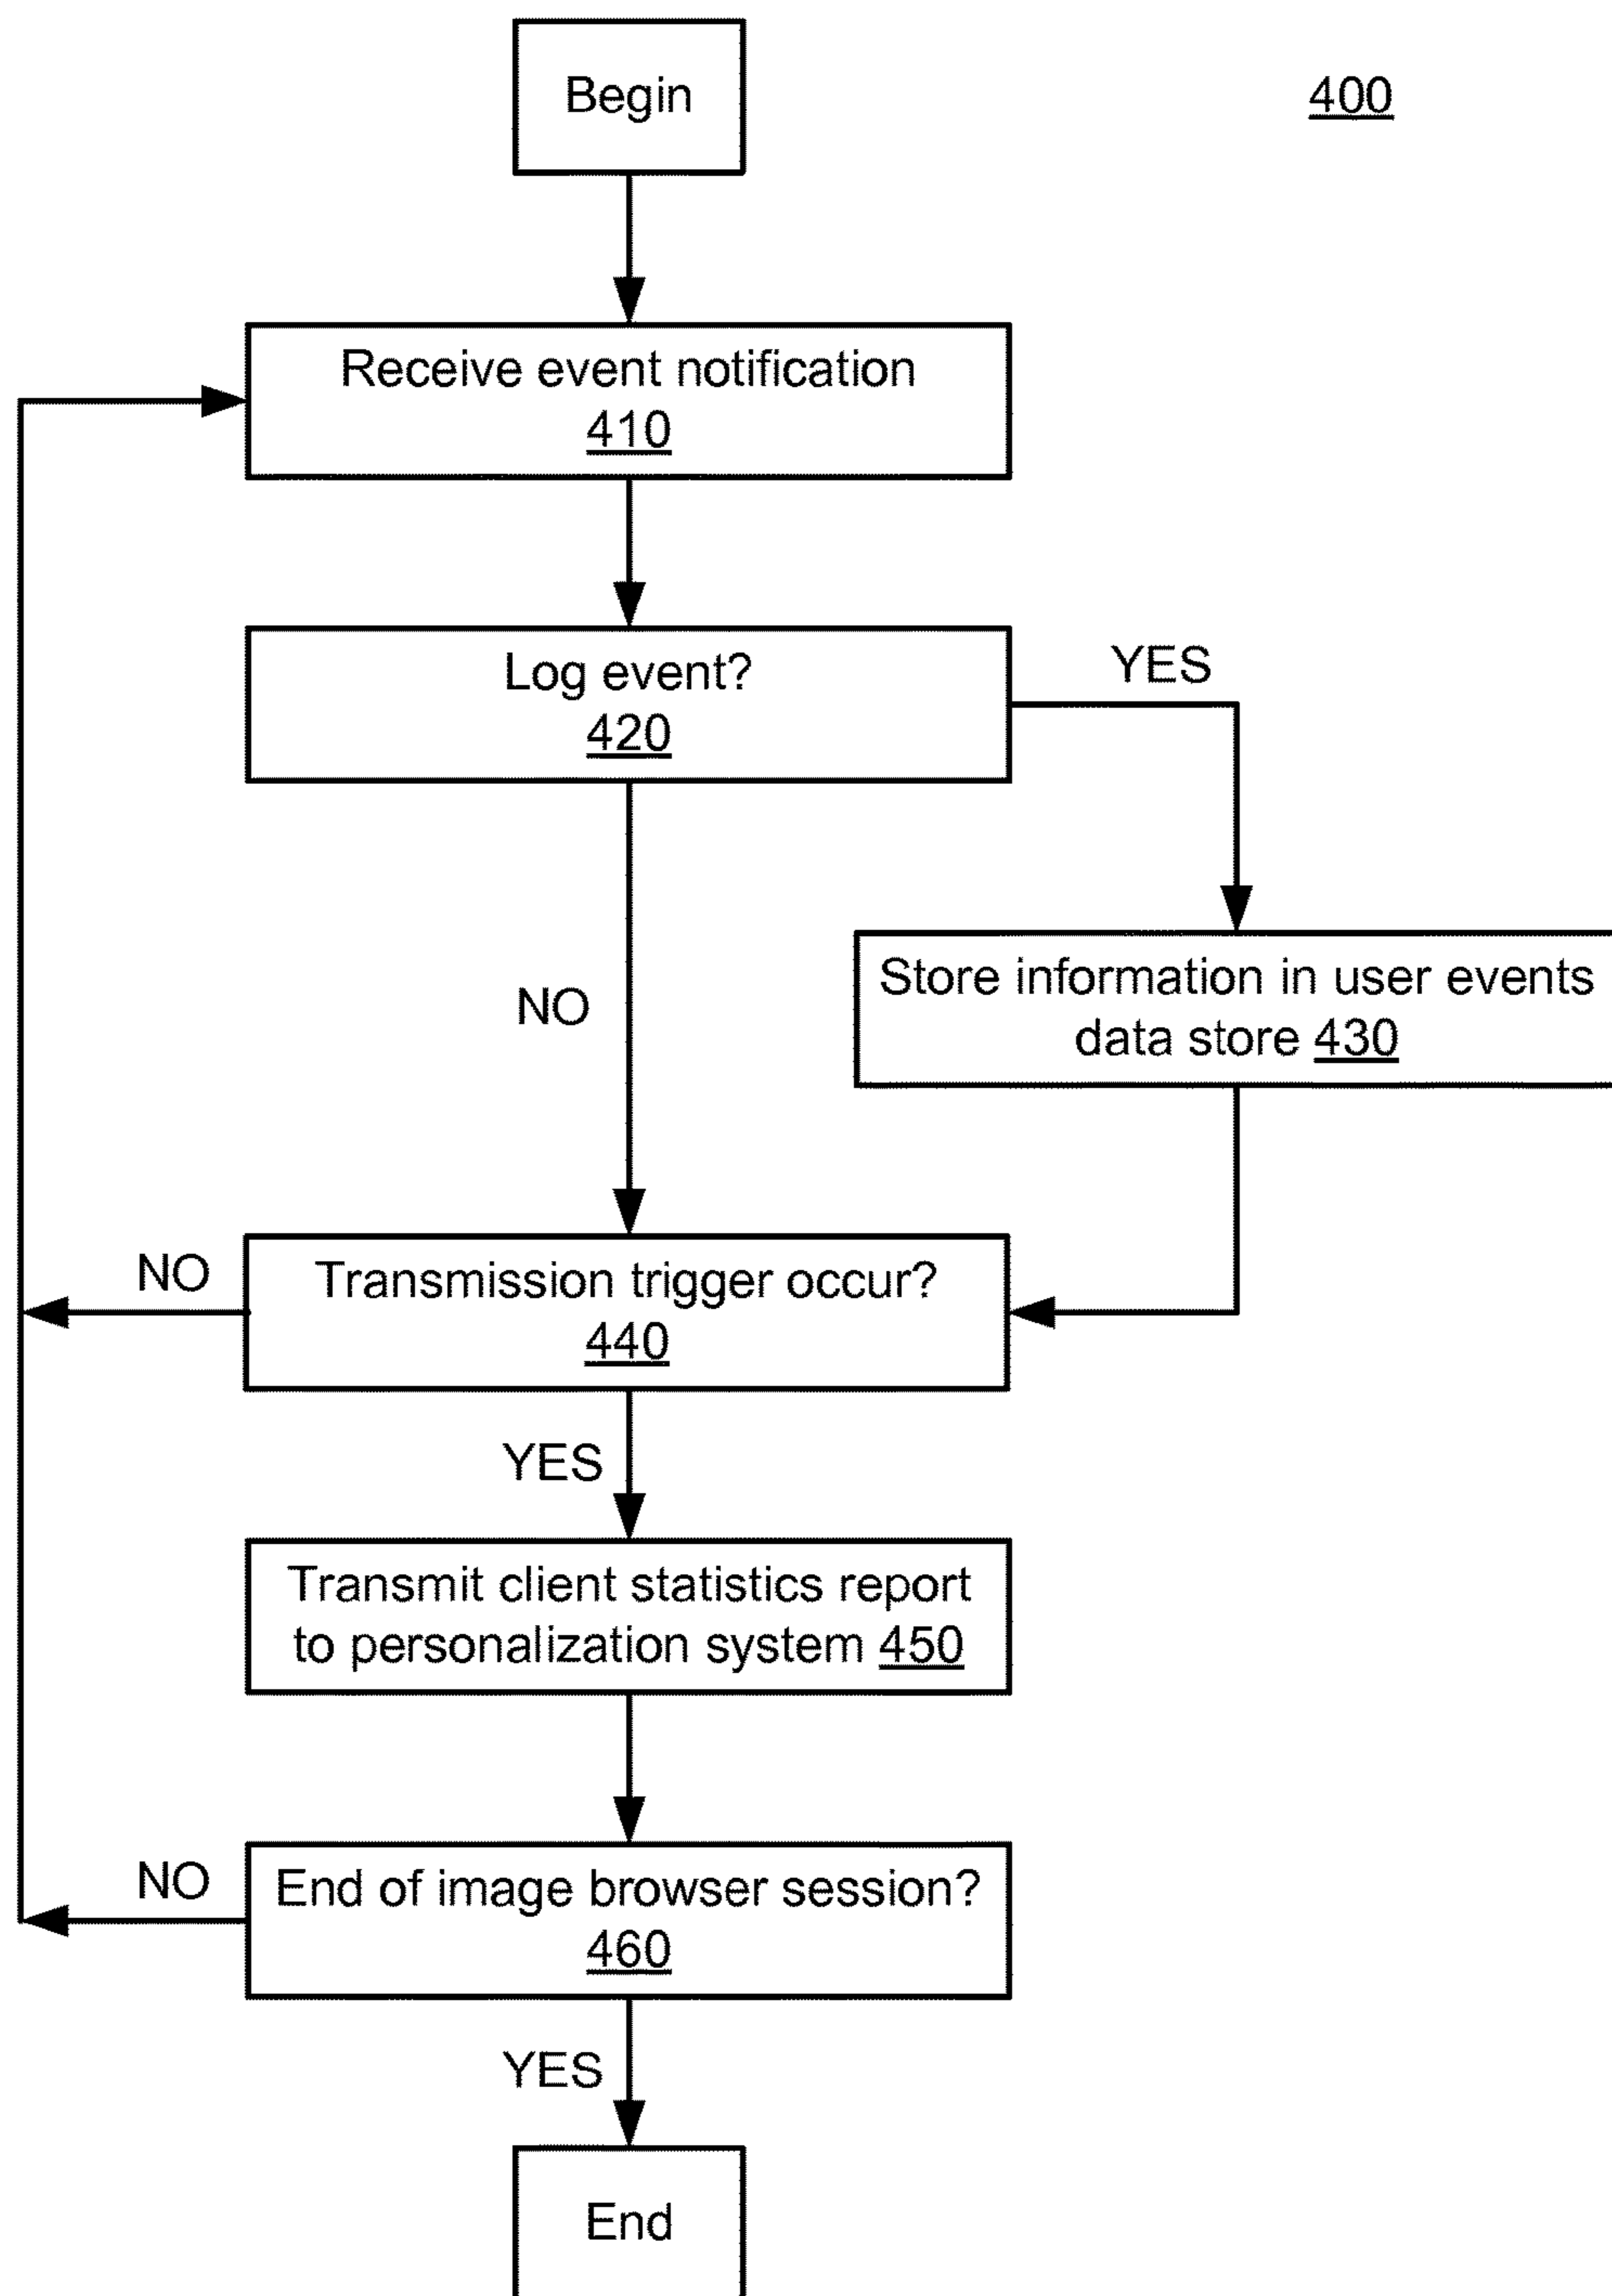 Begin
400
Receive event notification
410
Log event?
420
YES
NO
Store information in user events
data store 430
NO
Transmission trigger occur?
440
YES
Transmit client statistics report
to personalization system 450
NO
End of image browser session?
460
YES
End